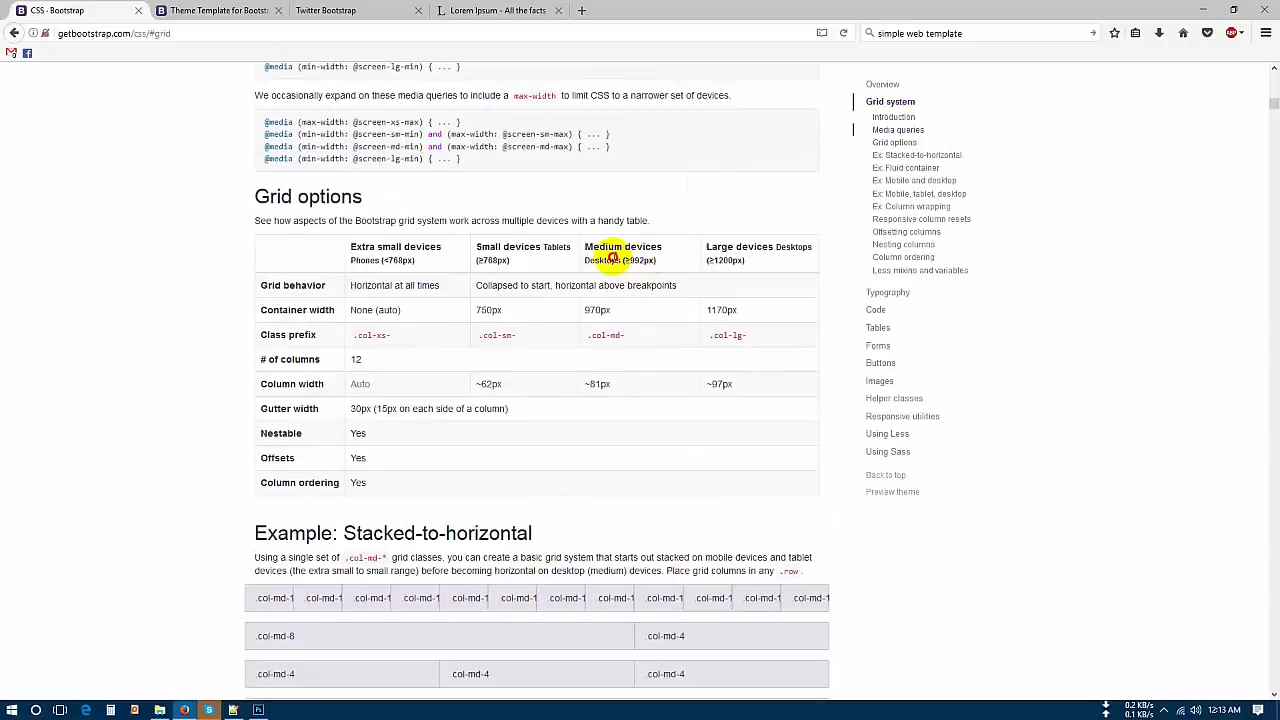 CSS · Bootstrap
Theme Template for Bootst
Twitter Bootstrap
Lorem Ipsum - All the facts
getbootstrap.com/css/#grid
simple web template
ABP
@media (min-width: @screen-lg-min) { ... }
We occasionally expand on these media queries to include a max-width to limit CSS to a narrower set of devices.
@media (max-width: @screen-xs-max) { ... }
@media (min-width: @screen-sm-min) and (max-width: @screen-sm-max) { ... }
@media (min-width: @screen-md-min) and (max-width: @screen-md-max) { ... }
@media (min-width: @screen-lg-min) { ... }
Grid options
See how aspects of the Bootstrap grid system work across multiple devices with a handy table.
Extra small devices Phones (<768px)
Small devices Tablets (≥768px)
Medium devices Desktops (≥992px)
Large devices Desktops (≥1200px)
Grid behavior Horizontal at all times Collapsed to start, horizontal above breakpoints
Container width None (auto) 750px 970px 1170px
Class prefix .col-xs- .col-sm- .col-md- .col-lg-
# of columns 12
Column width Auto ~62px ~81px ~97px
Gutter width 30px (15px on each side of a column)
Nestable Yes
Offsets Yes
Column ordering Yes
Example: Stacked-to-horizontal
Using a single set of .col-md-* grid classes, you can create a basic grid system that starts out stacked on mobile devices and tablet
devices (the extra small to small range) before becoming horizontal on desktop (medium) devices. Place grid columns in any .row.
.col-md-1 .col-md-1 .col-md-1 .col-md-1 .col-md-1 .col-md-1 .col-md-1 .col-md-1 .col-md-1 .col-md-1 .col-md-1 .col-md-1
.col-md-8 .col-md-4
.col-md-4 .col-md-4 .col-md-4
Overview
Grid system
Introduction
Media queries
Grid options
Ex: Stacked-to-horizontal
Ex: Fluid container
Ex: Mobile and desktop
Ex: Mobile, tablet, desktop
Ex: Column wrapping
Responsive column resets
Offsetting columns
Nesting columns
Column ordering
Less mixins and variables
Typography
Code
Tables
Forms
Buttons
Images
Helper classes
Responsive utilities
Using Less
Using Sass
Back to top
Preview theme
0.2 KB/s
0.1 KB/s
12:13 AM